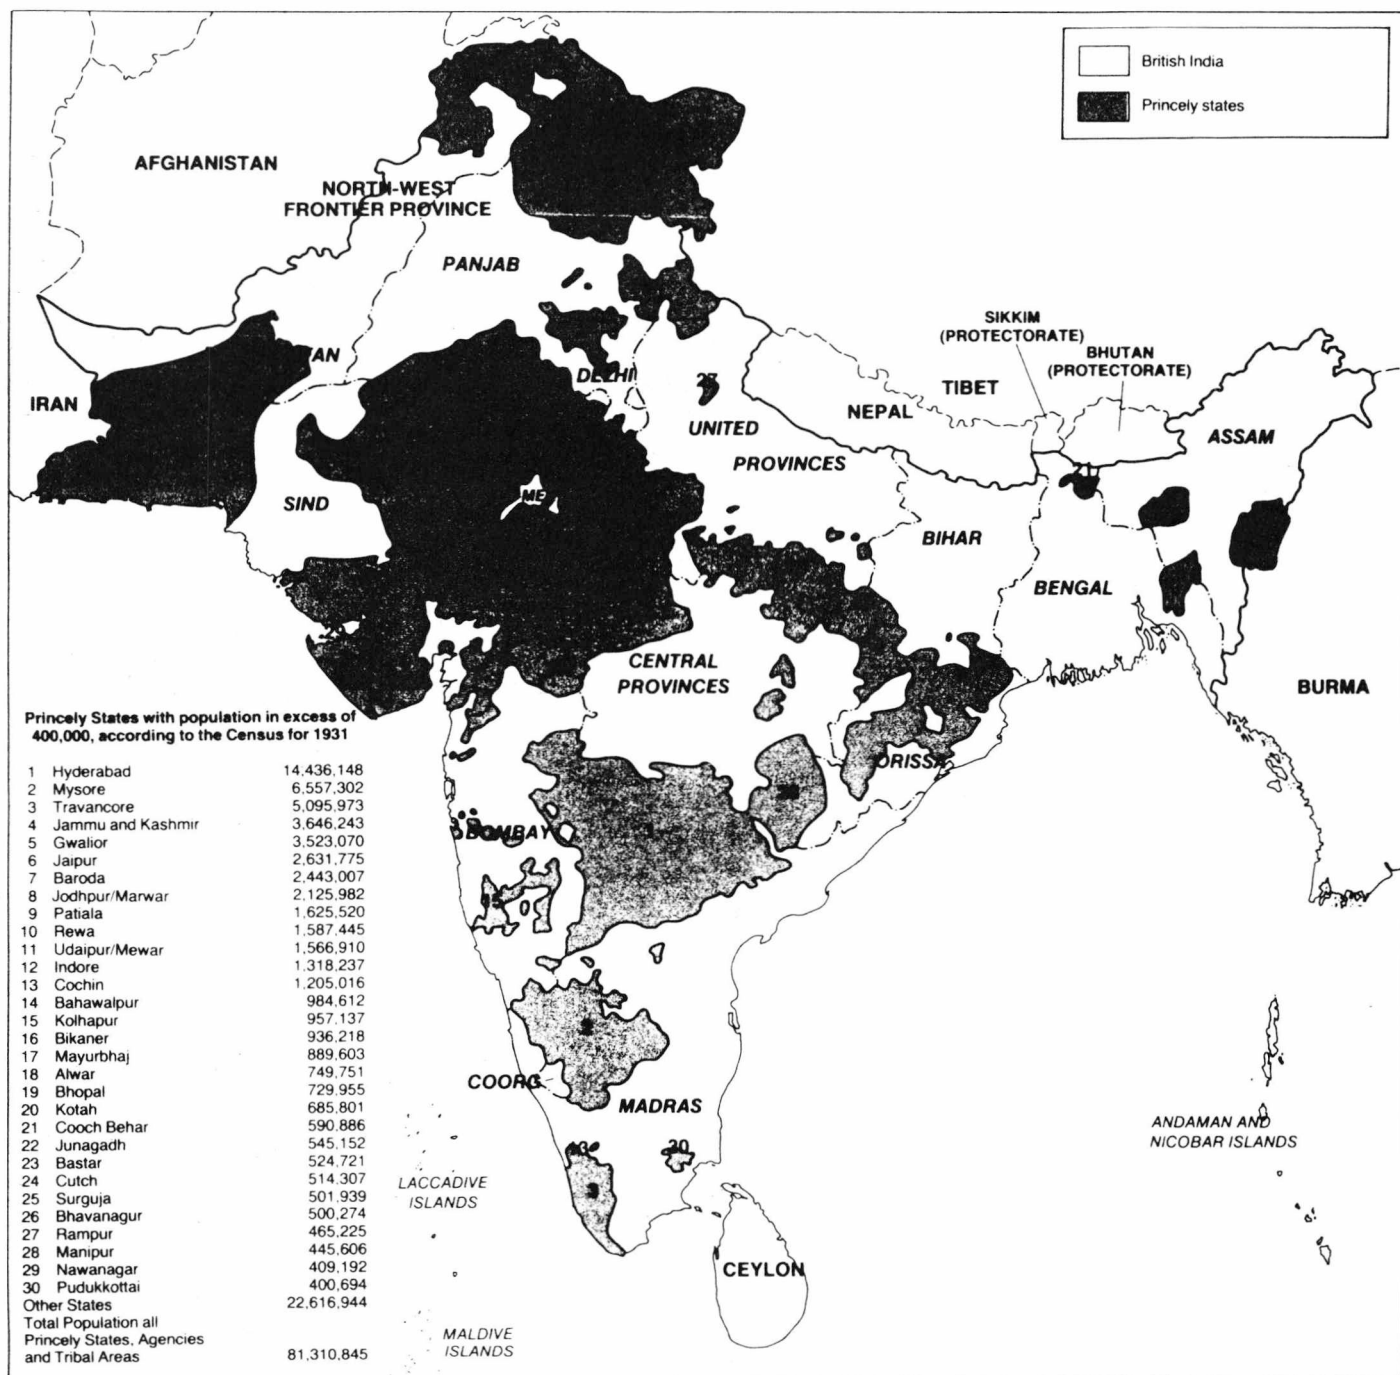 British India
Princely states
AFGHANISTAN
NORTH-WEST
FRONTIER PROVINCE
PANJAB
SIKKIM
(PROTECTORATE)
BHUTAN
(PROTECTORATE)
TIBET
NEPAL
IRAN
DELHI
27
UNITED
PROVINCES
ASSAM
21
SIND
BIHAR
BENGAL
CENTRAL
PROVINCES
BURMA
ORISSA
BOMBAY
1
15
2
COORG
MADRAS
13
30
3
LACCADIVE
ISLANDS
ANDAMAN AND
NICOBAR ISLANDS
CEYLON
MALDIVE
ISLANDS
Princely States with population in excess of
400,000, according to the Census for 1931
1 Hyderabad 14,436,148
2 Mysore 6,557,302
3 Travancore 5,095,973
4 Jammu and Kashmir 3,646,243
5 Gwalior 3,523,070
6 Jaipur 2,631,775
7 Baroda 2,443,007
8 Jodhpur/Marwar 2,125,982
9 Patiala 1,625,520
10 Rewa 1,587,445
11 Udaipur/Mewar 1,566,910
12 Indore 1,318,237
13 Cochin 1,205,016
14 Bahawalpur 984,612
15 Kolhapur 957,137
16 Bikaner 936,218
17 Mayurbhaj 889,603
18 Alwar 749,751
19 Bhopal 729,955
20 Kotah 685,801
21 Cooch Behar 590,886
22 Junagadh 545,152
23 Bastar 524,721
24 Cutch 514,307
25 Surguja 501,939
26 Bhavanagur 500,274
27 Rampur 465,225
28 Manipur 445,606
29 Nawanagar 409,192
30 Pudukkottai 400,694
Other States 22,616,944
Total Population all
Princely States, Agencies
and Tribal Areas 81,310,845